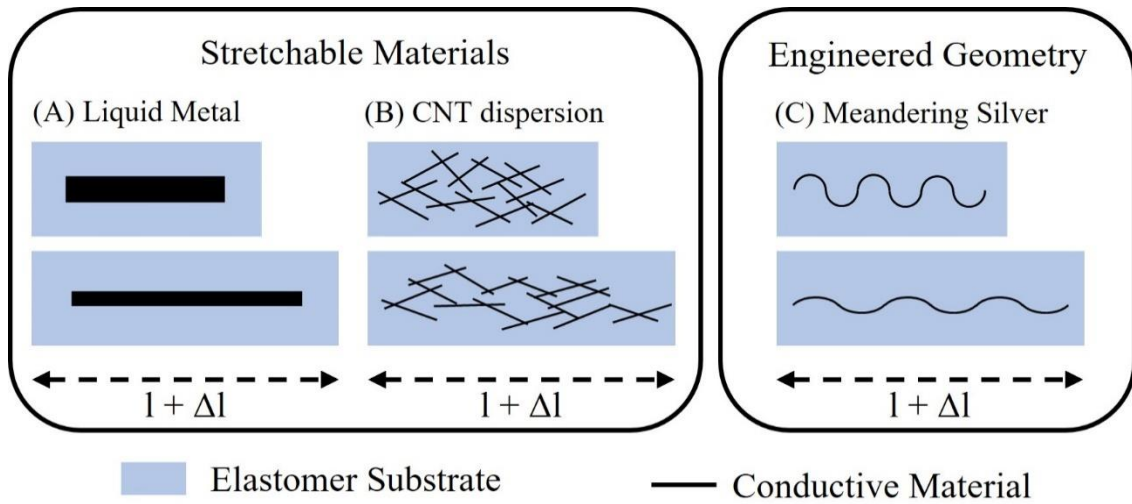 Stretchable Materials
(A) Liquid Metal
(B) CNT dispersion
l + Δl
l + Δl
Engineered Geometry
(C) Meandering Silver
l + Δl
Elastomer Substrate
Conductive Material